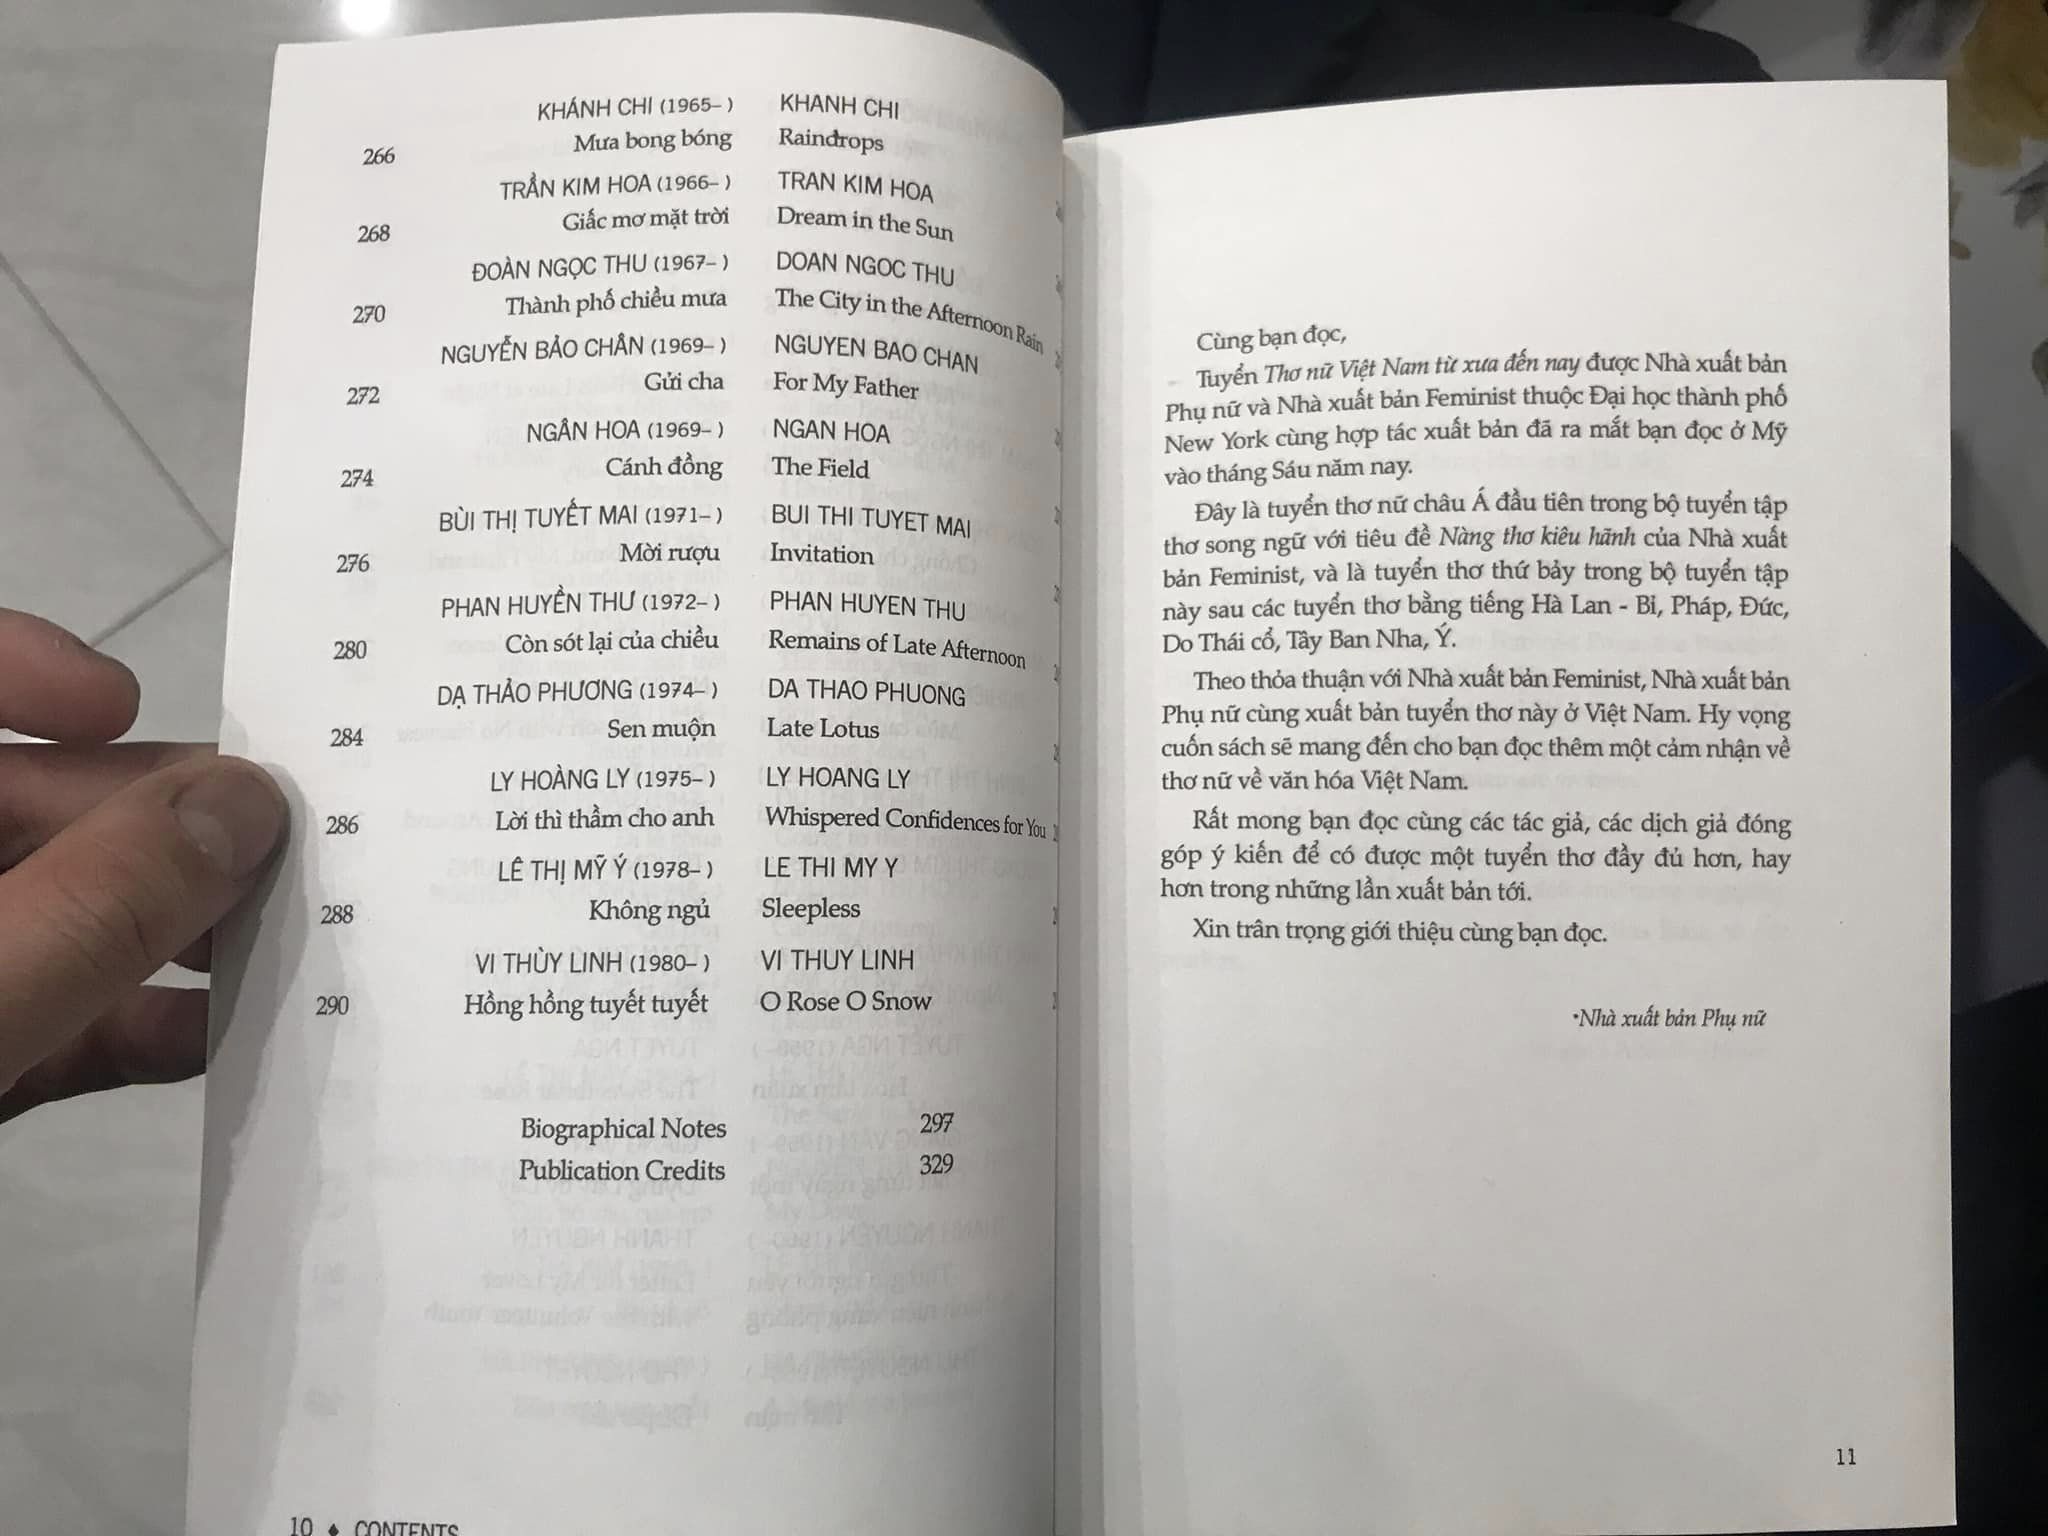 KHÁNH CHI (1965– ) KHANH CHI
266 Mưa bong bóng Raindrops
TRẦN KIM HOA (1966– ) TRAN KIM HOA
268 Giấc mơ mặt trời Dream in the Sun
ĐOÀN NGỌC THU (1967– ) DOAN NGOC THU
270 Thành phố chiều mưa The City in the Afternoon Rain
NGUYỄN BẢO CHÂN (1969– ) NGUYEN BAO CHAN
272 Gửi cha For My Father
NGÂN HOA (1969– ) NGAN HOA
274 Cánh đồng The Field
BÙI THỊ TUYẾT MAI (1971– ) BUI THI TUYET MAI
276 Mời rượu Invitation
PHAN HUYỀN THƯ (1972– ) PHAN HUYEN THU
280 Còn sót lại của chiều Remains of Late Afternoon
DẠ THẢO PHƯƠNG (1974– ) DA THAO PHUONG
284 Sen muộn Late Lotus
LY HOÀNG LY (1975– ) LY HOANG LY
286 Lời thì thầm cho anh Whispered Confidences for You
LÊ THỊ MỸ Ý (1978– ) LE THI MY Y
288 Không ngủ Sleepless
VI THÙY LINH (1980– ) VI THUY LINH
290 Hồng hồng tuyết tuyết O Rose O Snow
Biographical Notes 297
Publication Credits 329
10 ♦ CONTENTS
Cùng bạn đọc,
Tuyển Thơ nữ Việt Nam từ xưa đến nay được Nhà xuất bản
Phụ nữ và Nhà xuất bản Feminist thuộc Đại học thành phố
New York cùng hợp tác xuất bản đã ra mắt bạn đọc ở Mỹ
vào tháng Sáu năm nay.
Đây là tuyển thơ nữ châu Á đầu tiên trong bộ tuyển tập
thơ song ngữ với tiêu đề Nàng thơ kiêu hãnh của Nhà xuất
bản Feminist, và là tuyển thơ thứ bảy trong bộ tuyển tập
này sau các tuyển thơ bằng tiếng Hà Lan - Bỉ, Pháp, Đức,
Do Thái cổ, Tây Ban Nha, Ý.
Theo thỏa thuận với Nhà xuất bản Feminist, Nhà xuất bản
Phụ nữ cùng xuất bản tuyển thơ này ở Việt Nam. Hy vọng
cuốn sách sẽ mang đến cho bạn đọc thêm một cảm nhận về
thơ nữ về văn hóa Việt Nam.
Rất mong bạn đọc cùng các tác giả, các dịch giả đóng
góp ý kiến để có được một tuyển thơ đầy đủ hơn, hay
hơn trong những lần xuất bản tới.
Xin trân trọng giới thiệu cùng bạn đọc.
Nhà xuất bản Phụ nữ
11